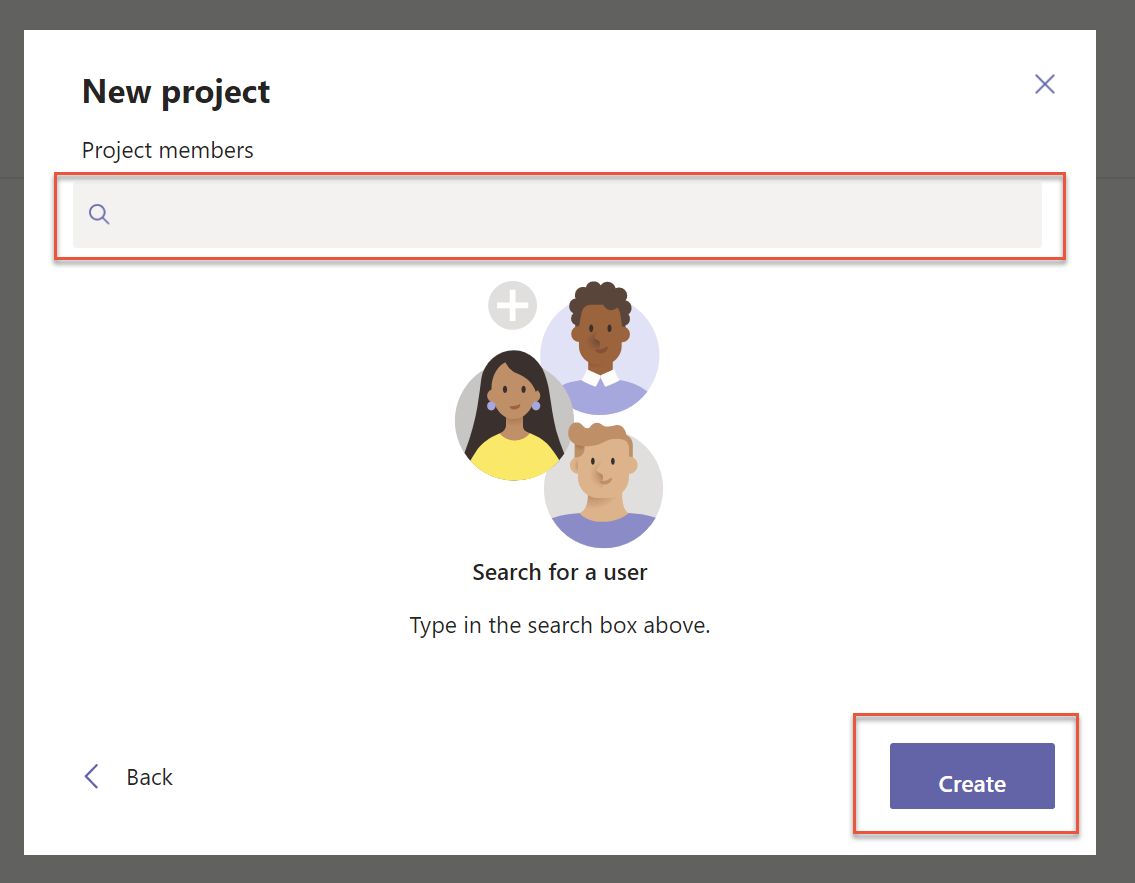 New project
Project members
Search for a user
Type in the search box above.
Back
Create